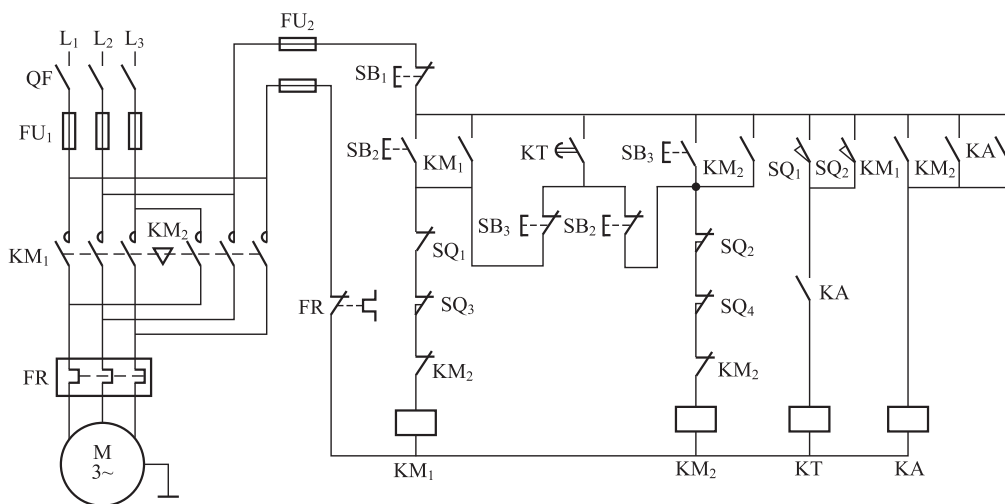 L₁ L₂ L₃
FU₂
QF
SB₁
FU₁
SB₂
KM₁
KT
SB₃
KM₂
SQ₁
SQ₂
KM₁
KM₂
KA
SB₃
SB₂
KM₂
KM₁
SQ₁
SQ₂
KA
FR
SQ₃
SQ₄
FR
KM₂
KM₂
M
3~
KM₁
KM₂
KT
KA